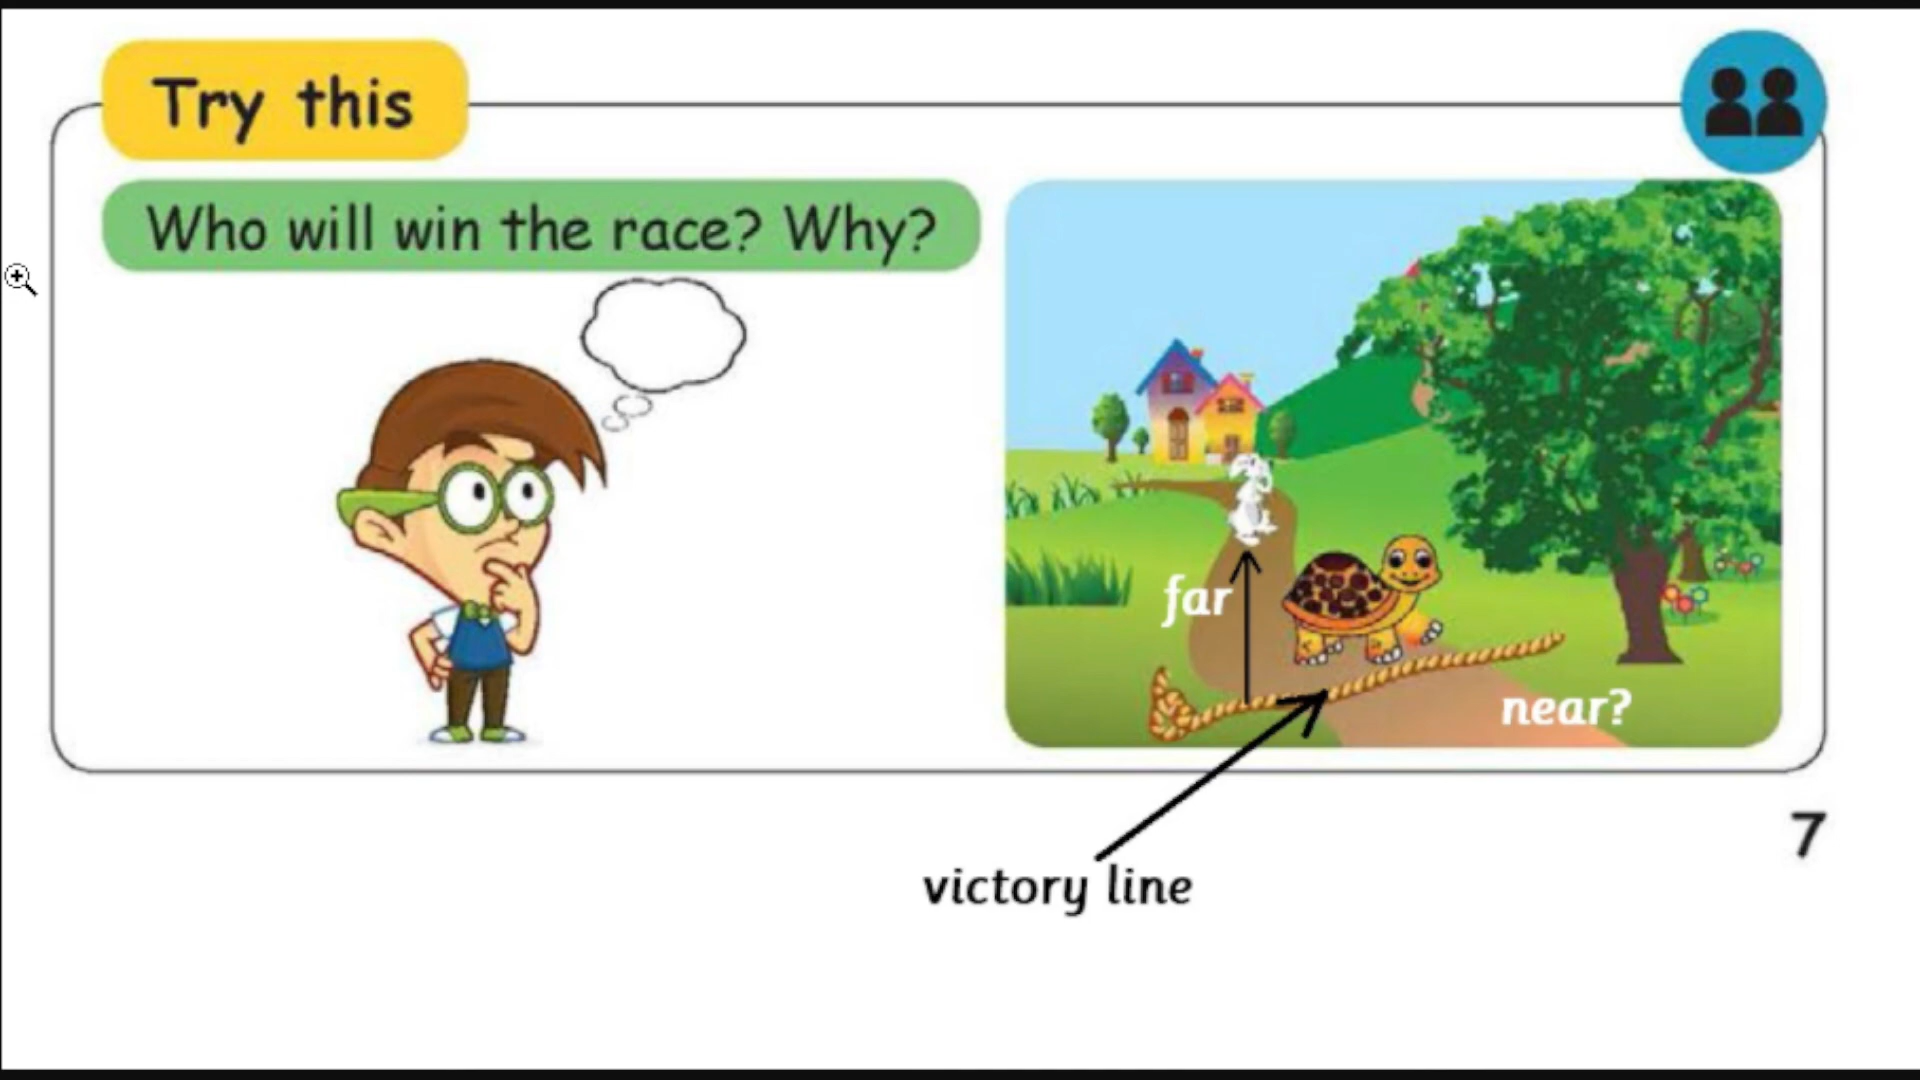 Try this
Who will win the race? Why?
far
near?
7
victory line